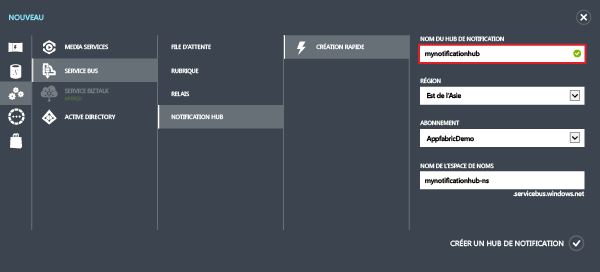 NOUVEAU
MEDIA SERVICES
SERVICE BUS
SERVICE BIZTALK
ACTIVE DIRECTORY
FILE D'ATTENTE
RUBRIQUE
RELAIS
NOTIFICATION HUB
CRÉATION RAPIDE
NOM DU HUB DE NOTIFICATION
mynotificationhub
RÉGION
Est de l'Asie
ABONNEMENT
AppfabricDemo
NOM DE L'ESPACE DE NOMS
mynotificationhub-ns
.servicebus.windows.net
CRÉER UN HUB DE NOTIFICATION